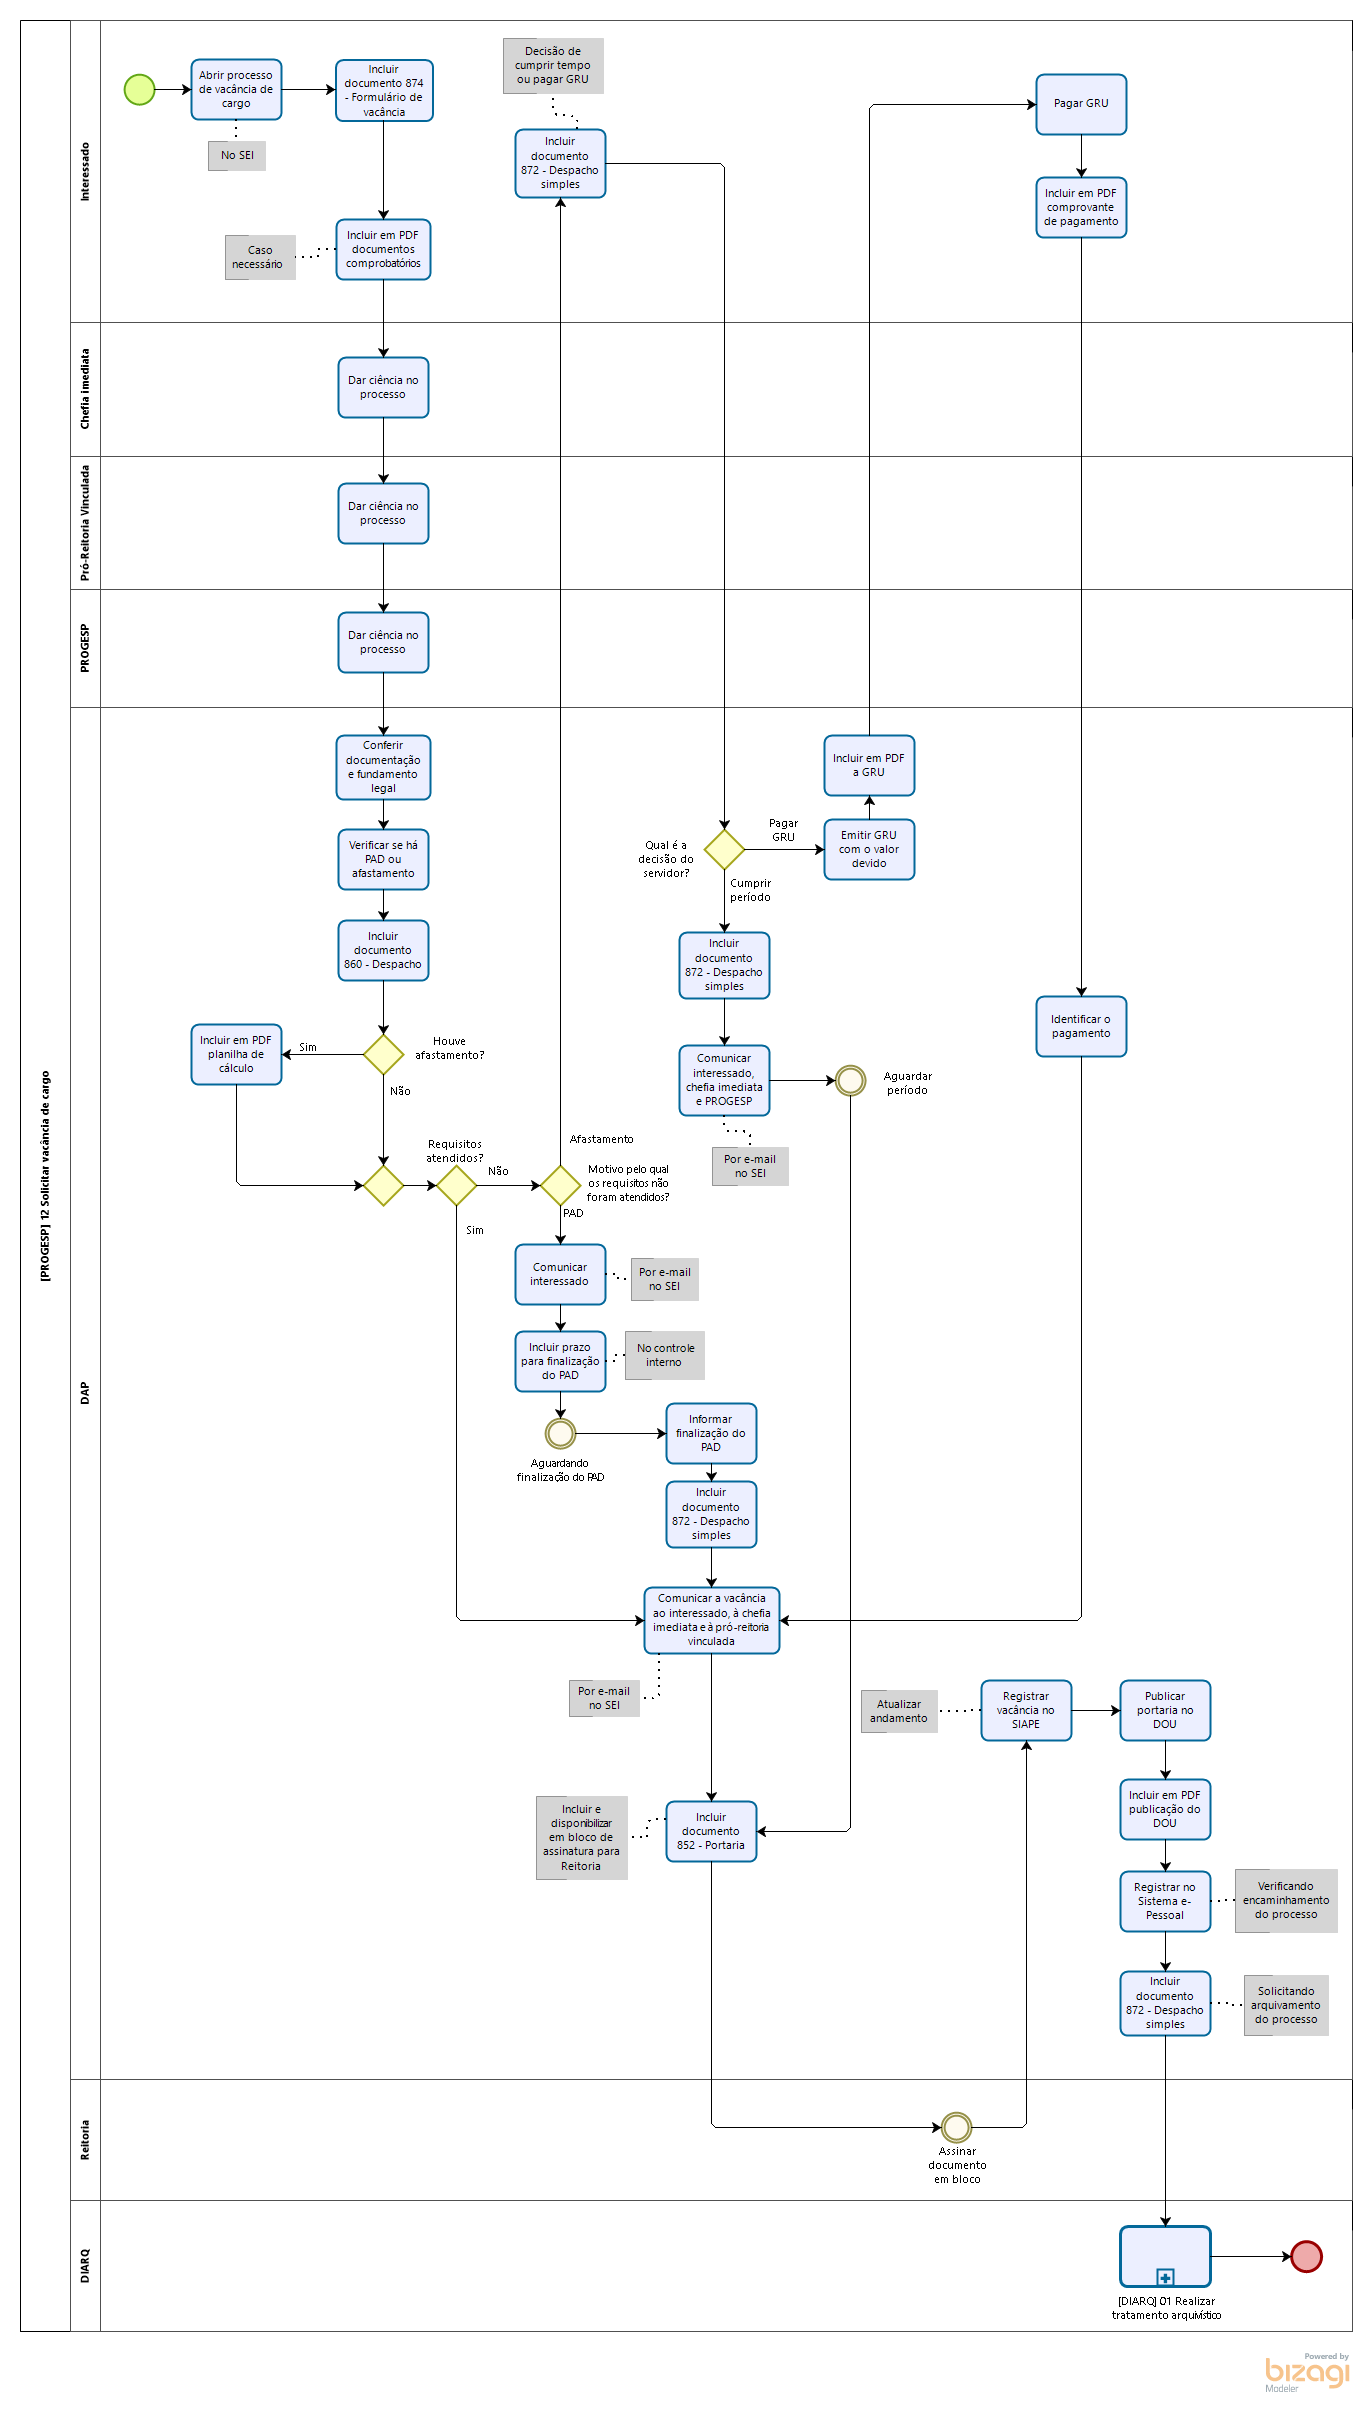 [PROGESP] 12 Solicitar vacância de cargo
Interessado
Abrir processo
de vacância de
cargo
No SEI
Incluir
documento 874
- Formulário de
vacância
Caso
necessário
Incluir em PDF
documentos
comprobatórios
Decisão de
cumprir tempo
ou pagar GRU
Incluir
documento
872 - Despacho
simples
Pagar GRU
Incluir em PDF
comprovante
de pagamento
Chefia imediata
Dar ciência no
processo
Pró-Reitoria Vinculada
Dar ciência no
processo
PROGESP
Dar ciência no
processo
DAP
Conferir
documentação
e fundamento
legal
Verificar se há
PAD ou
afastamento
Incluir
documento
860 - Despacho
Houve
afastamento?
Sim
Não
Incluir em PDF
planilha de
cálculo
Requisitos
atendidos?
Não
Sim
Afastamento
Motivo pelo qual
os requisitos não
foram atendidos?
PAD
Comunicar
interessado
Por e-mail
no SEI
Incluir prazo
para finalização
do PAD
No controle
interno
Aguardando
finalização do PAD
Informar
finalização do
PAD
Incluir
documento
872 - Despacho
simples
Qual é a
decisão do
servidor?
Pagar
GRU
Cumprir
período
Emitir GRU
com o valor
devido
Incluir em PDF
a GRU
Incluir
documento
872 - Despacho
simples
Comunicar
interessado,
chefia imediata
e PROGESP
Por e-mail
no SEI
Aguardar
período
Identificar o
pagamento
Comunicar a vacância
ao interessado, à chefia
imediata e à pró-reitoria
vinculada
Por e-mail
no SEI
Incluir e
disponibilizar
em bloco de
assinatura para
Reitoria
Incluir
documento
852 - Portaria
Atualizar
andamento
Registrar
vacância no
SIAPE
Publicar
portaria no
DOU
Incluir em PDF
publicação do
DOU
Registrar no
Sistema e-
Pessoal
Verificando
encaminhamento
do processo
Incluir
documento
872 - Despacho
simples
Solicitando
arquivamento
do processo
Reitoria
Assinar
documento
em bloco
DIARQ
[DIARQ] 01 Realizar
tratamento arquivístico
Powered by
bizagi
Modeler